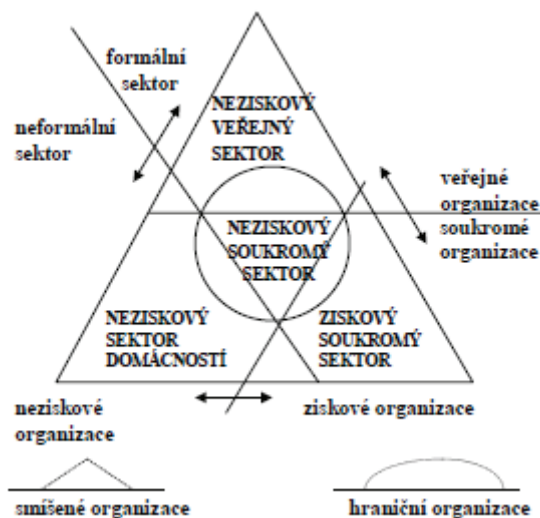 formální
sektor
neformální
sektor
NEZISKOVÝ
VEŘEJNÝ
SEKTOR
veřejné
organizace
soukromé
organizace
NEZISKOVÝ
SOUKROMÝ
SEKTOR
NEZISKOVÝ
SEKTOR
DOMÁCNOSTÍ
ZISKOVÝ
SOUKROMÝ
SEKTOR
neziskové
organizace
ziskové organizace
smíšené organizace
hraniční organizace